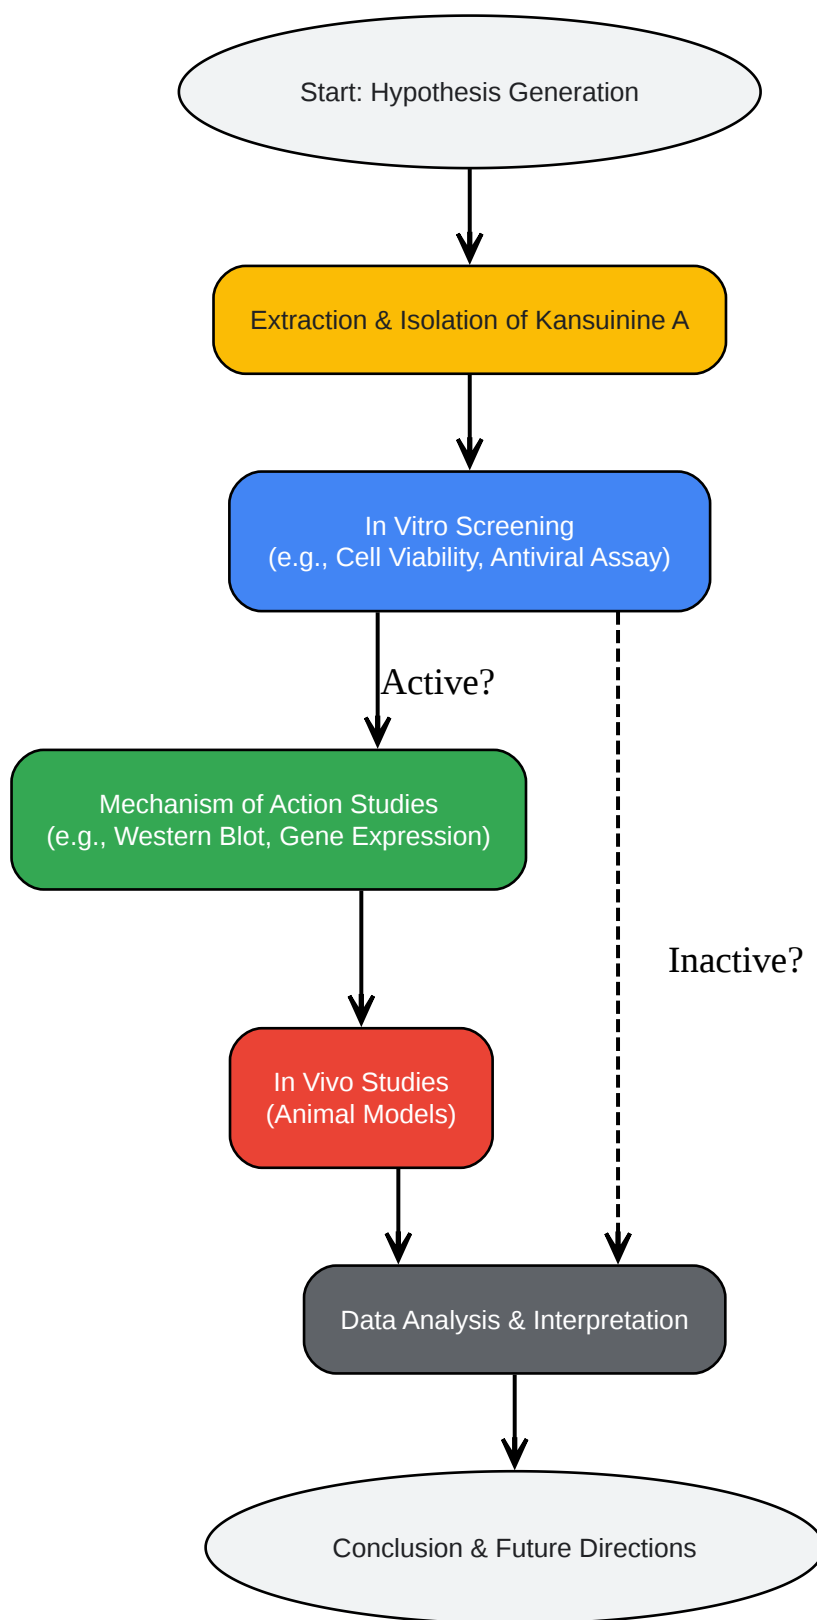 Start: Hypothesis Generation
Extraction & Isolation of Kansuinine A
In Vitro Screening
(e.g., Cell Viability, Antiviral Assay)
Active?
Mechanism of Action Studies
(e.g., Western Blot, Gene Expression)
Inactive?
In Vivo Studies
(Animal Models)
Data Analysis & Interpretation
Conclusion & Future Directions